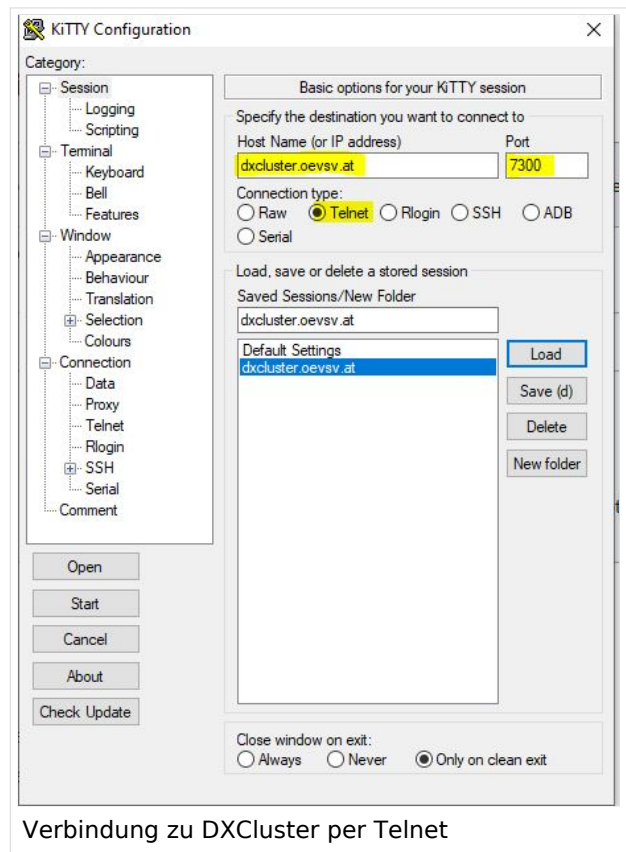 KiTTY Configuration
Category:
Session
Logging
Scripting
Terminal
Keyboard
Bell
Features
Window
Appearance
Behaviour
Translation
Selection
Colours
Connection
Data
Proxy
Telnet
Rlogin
SSH
Serial
Comment
Open
Start
Cancel
About
Check Update
Basic options for your KiTTY session
Specify the destination you want to connect to
Host Name (or IP address) Port
dxcluster.oevsv.at 7300
Connection type:
Raw Telnet Rlogin SSH ADB
Serial
Load, save or delete a stored session
Saved Sessions/New Folder
dxcluster.oevsv.at
Default Settings
dxcluster.oevsv.at
Load
Save (d)
Delete
New folder
Close window on exit:
Always Never Only on clean exit
Verbindung zu DXCluster per Telnet